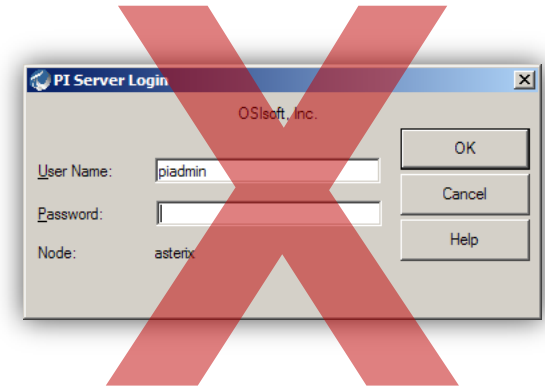 PI Server Login
OSIsoft, Inc.
User Name: piadmin
Password:
Node: asterix
OK
Cancel
Help